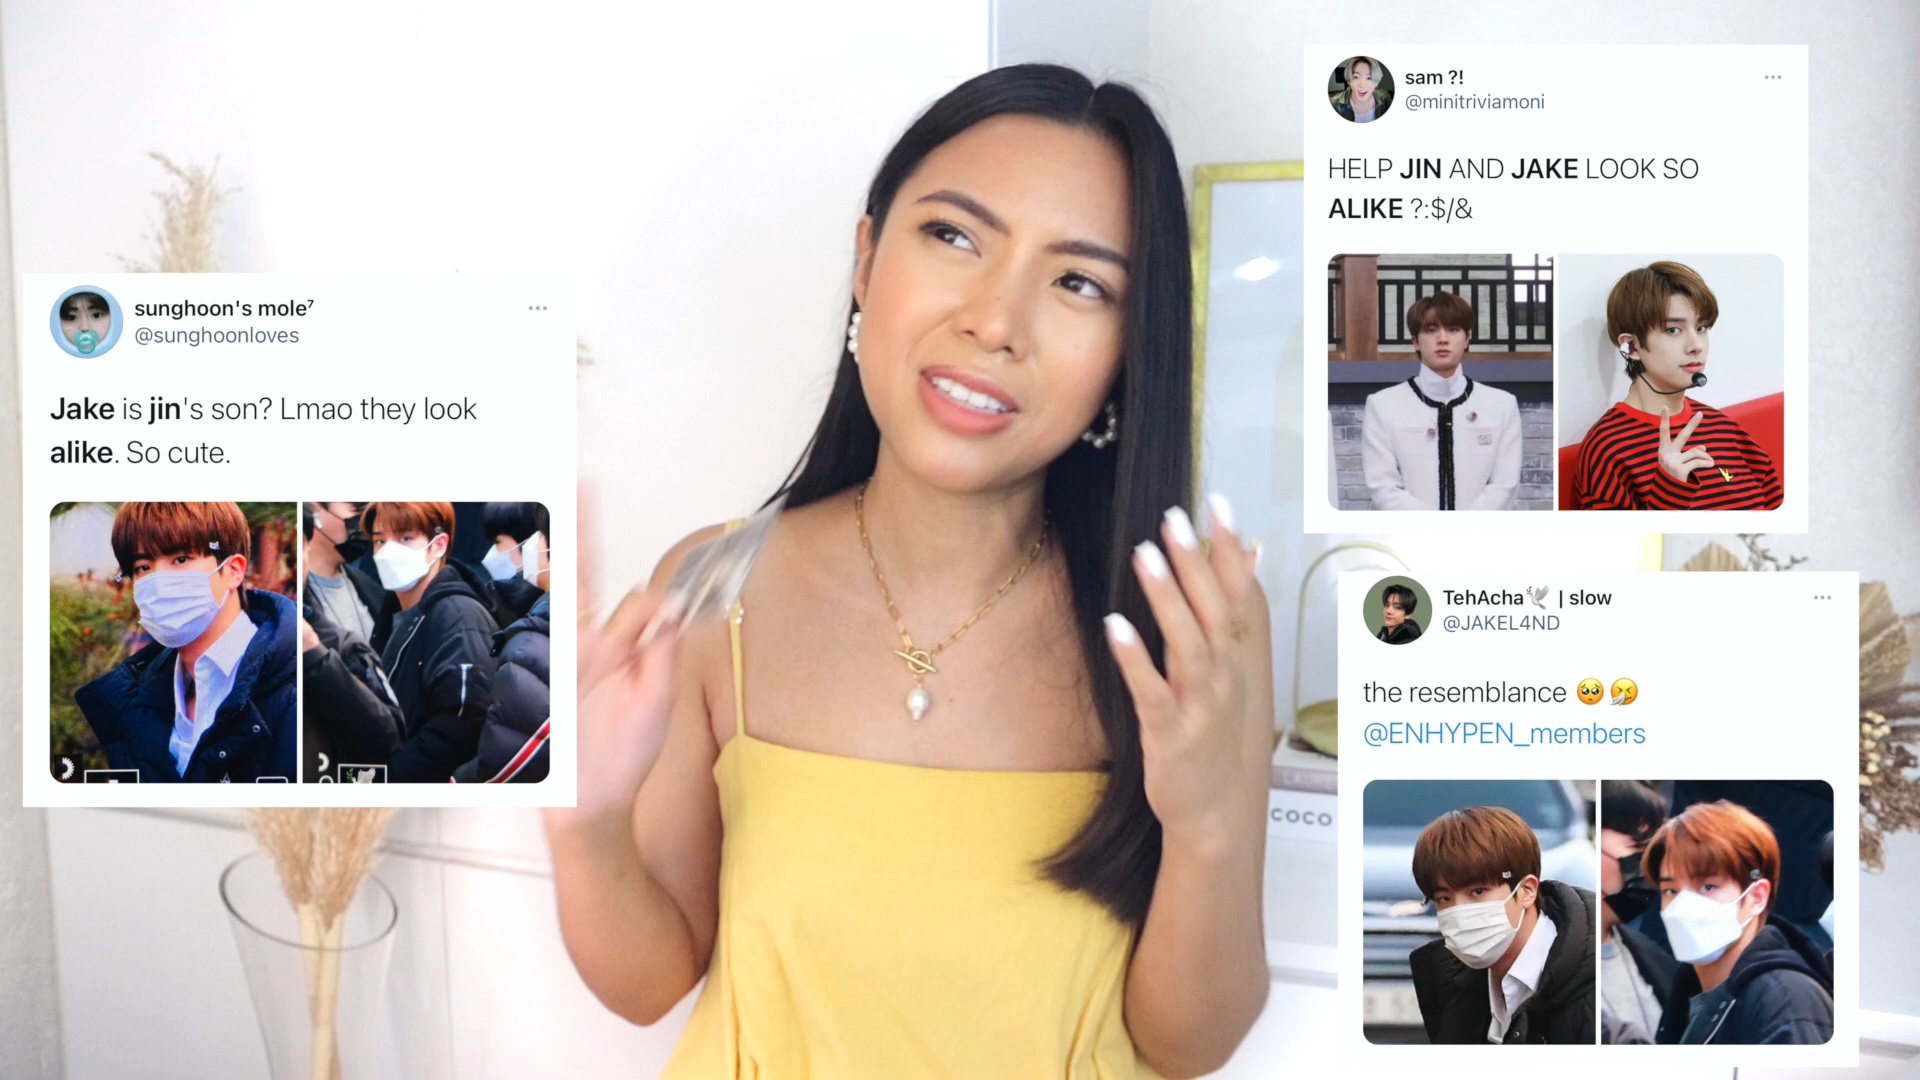 sunghoon's mole⁷
@sunghoonloves
Jake is jin's son? Lmao they look
alike. So cute.
sam ?!
@minitriviamoni
HELP JIN AND JAKE LOOK SO
ALIKE ?:$/&
TehAcha🕊️ | slow
@JAKEL4ND
the resemblance 🥺🤧
@ENHYPEN_members
COCO